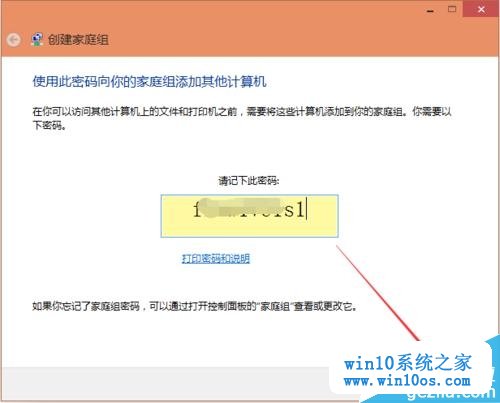 创建家庭组
使用此密码向你的家庭组添加其他计算机
在你可以访问其他计算机上的文件和打印机之前，需要将这些计算机添加到你的家庭组。你需要以
下密码。
请记下此密码:
打印密码和说明
如果你忘记了家庭组密码，可以通过打开控制面板的"家庭组"查看或更改它。
win10系统之家
www.win10os.com